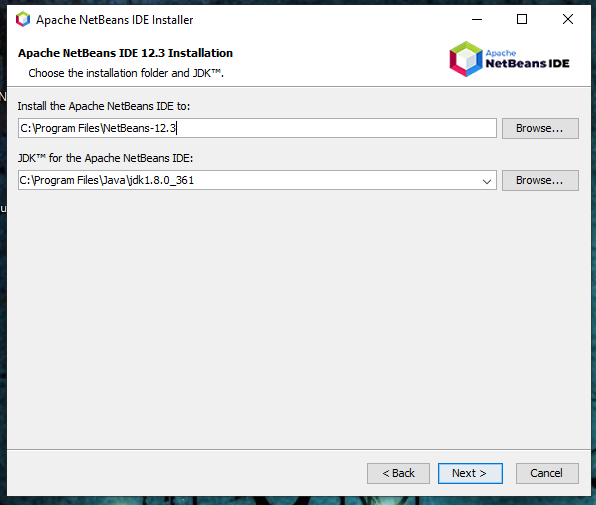 Apache NetBeans IDE Installer
Apache NetBeans IDE 12.3 Installation
Choose the installation folder and JDK™.
Apache
NetBeans IDE
Install the Apache NetBeans IDE to:
C:\Program Files\NetBeans-12.3
Browse...
JDK™ for the Apache NetBeans IDE:
C:\Program Files\Java\jdk1.8.0_361
Browse...
< Back
Next >
Cancel